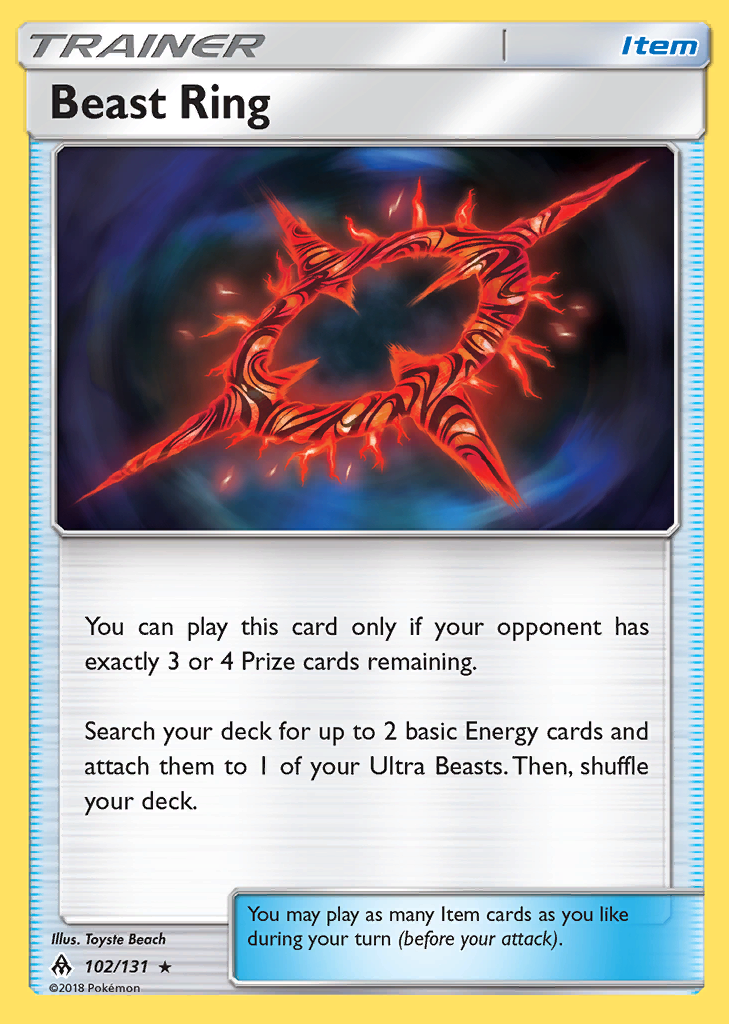 TRAINER
Item
Beast Ring
You can play this card only if your opponent has
exactly 3 or 4 Prize cards remaining.
Search your deck for up to 2 basic Energy cards and
attach them to 1 of your Ultra Beasts. Then, shuffle
your deck.
You may play as many Item cards as you like
during your turn (before your attack).
Illus. Toyste Beach
102/131 ★
©2018 Pokémon